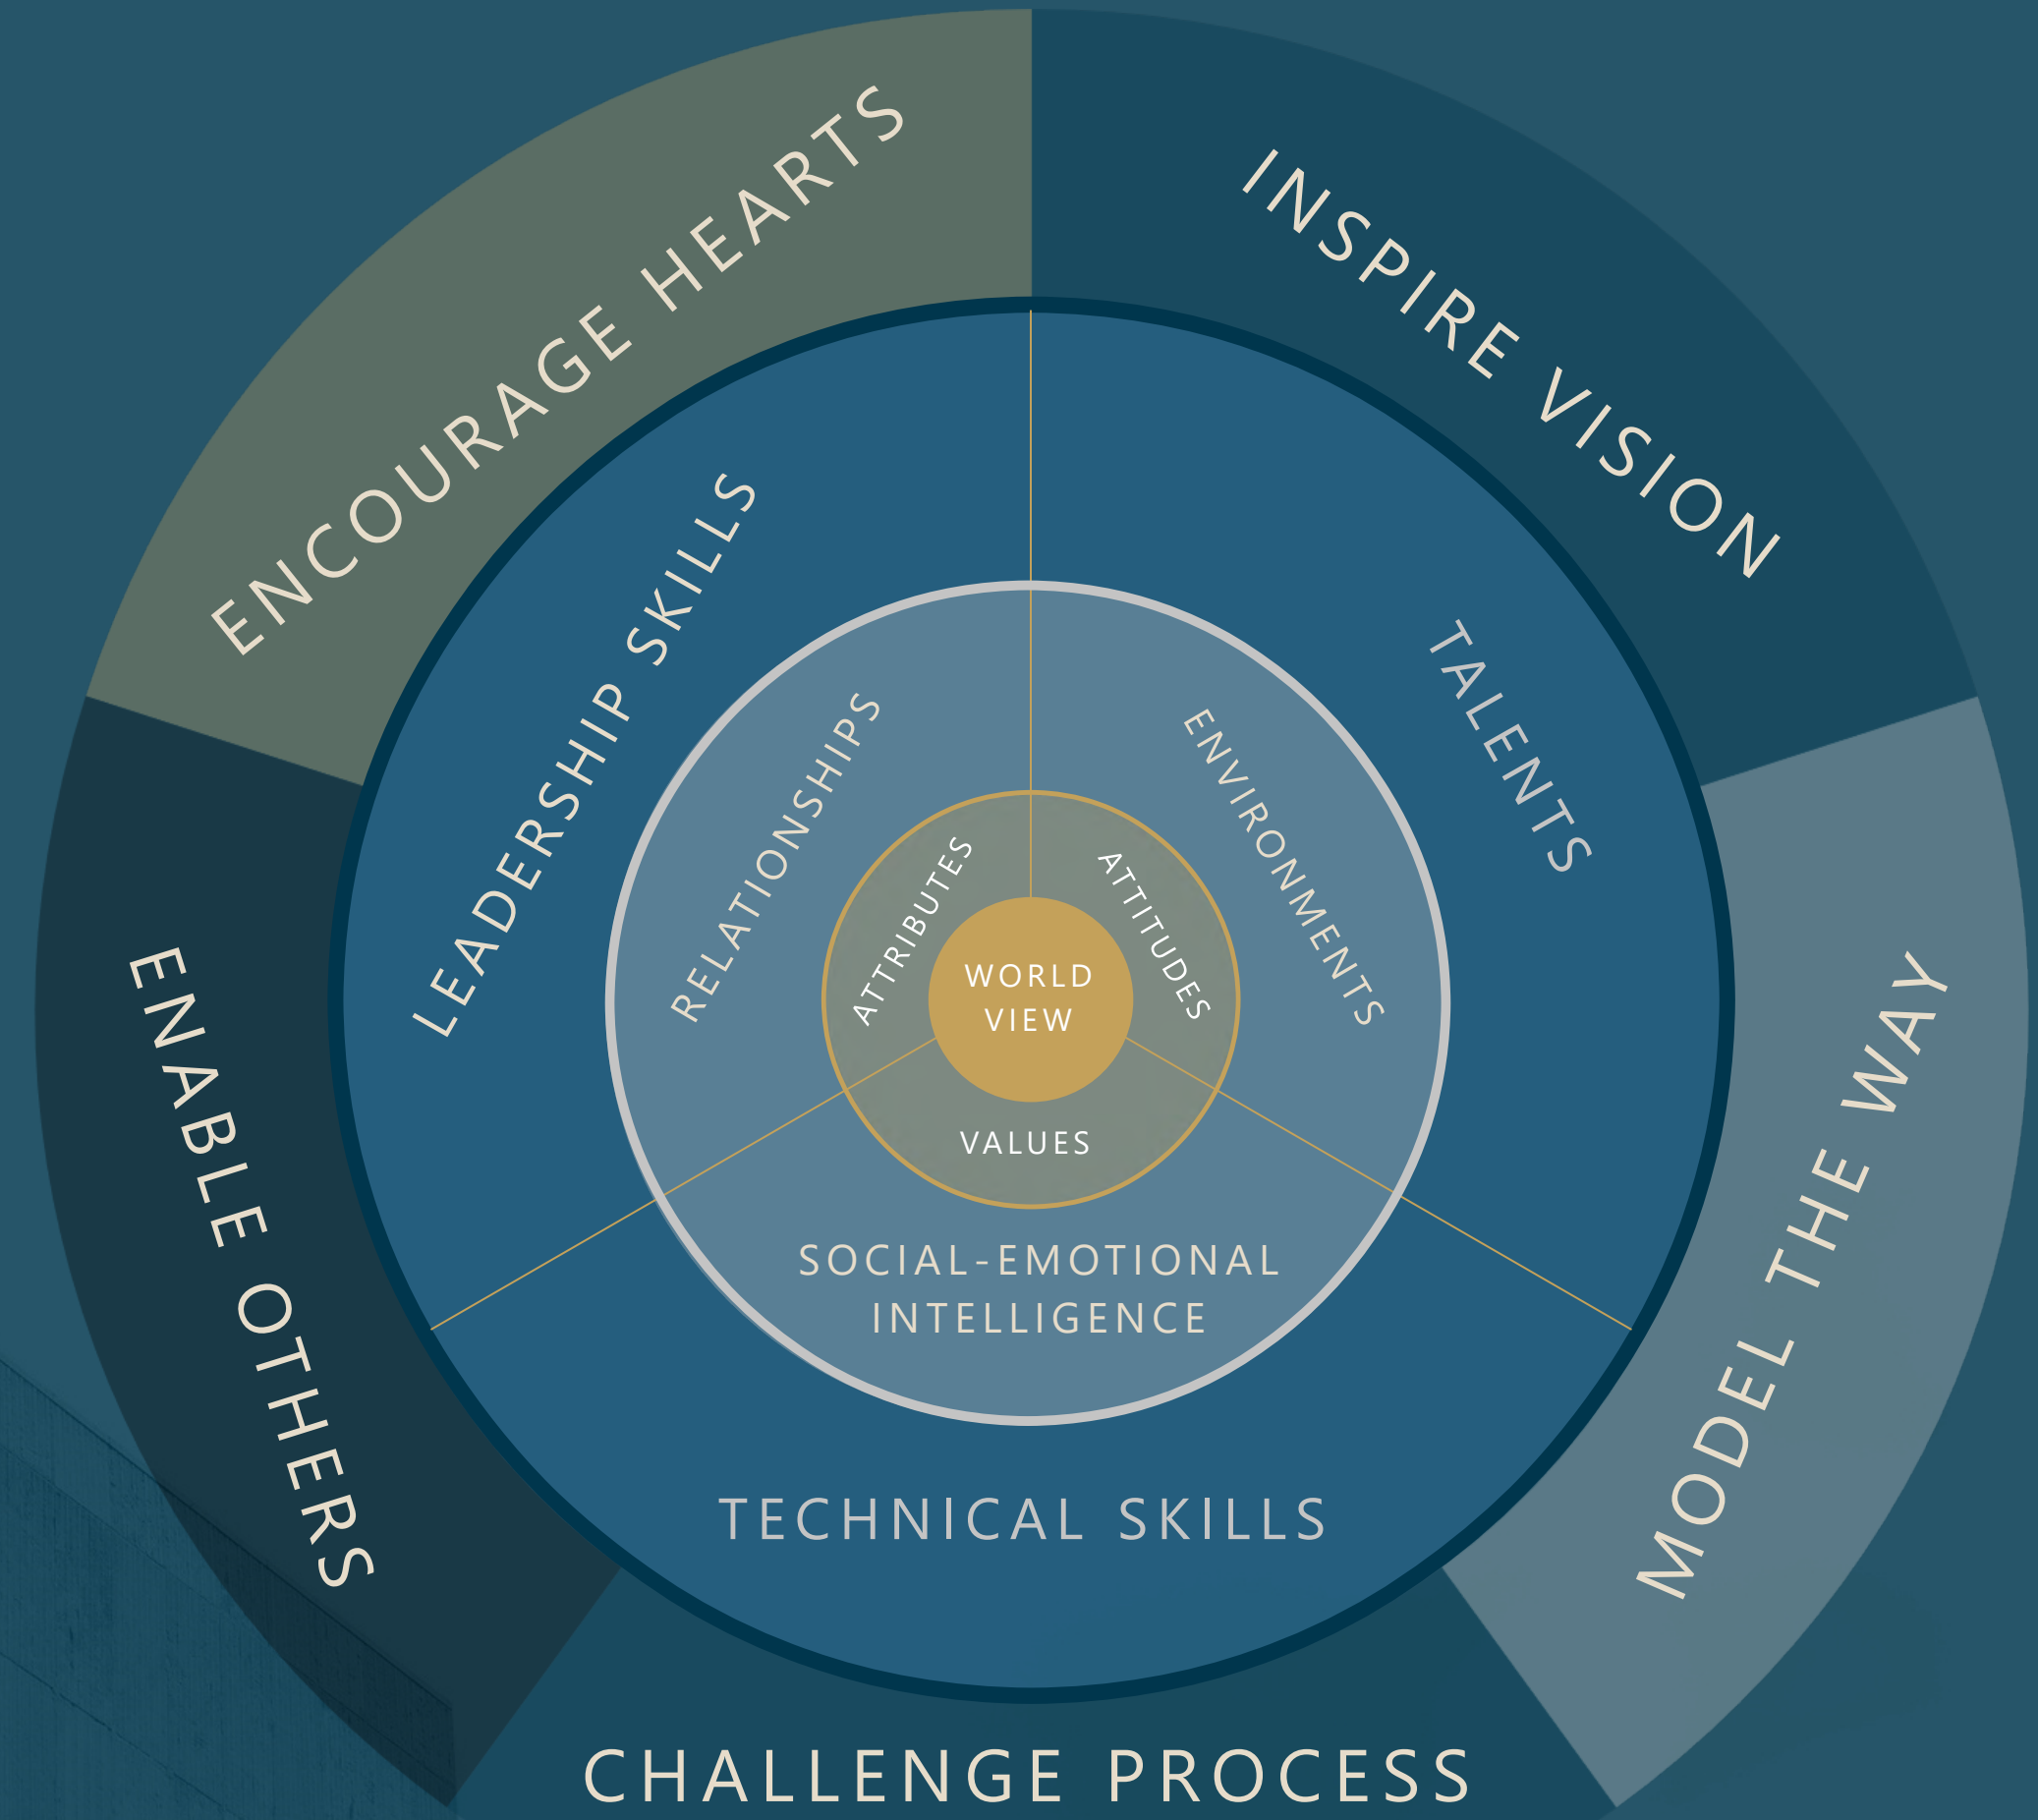 ENCOURAGE HEARTS
INSPIRE VISION
LEADERSHIP SKILLS
TALENTS
RELATIONSHIPS
ENVIRONMENTS
ATTRIBUTES
ATTITUDES
WORLD
VIEW
VALUES
ENABLE OTHERS
MODEL THE WAY
SOCIAL-EMOTIONAL
INTELLIGENCE
TECHNICAL SKILLS
CHALLENGE PROCESS